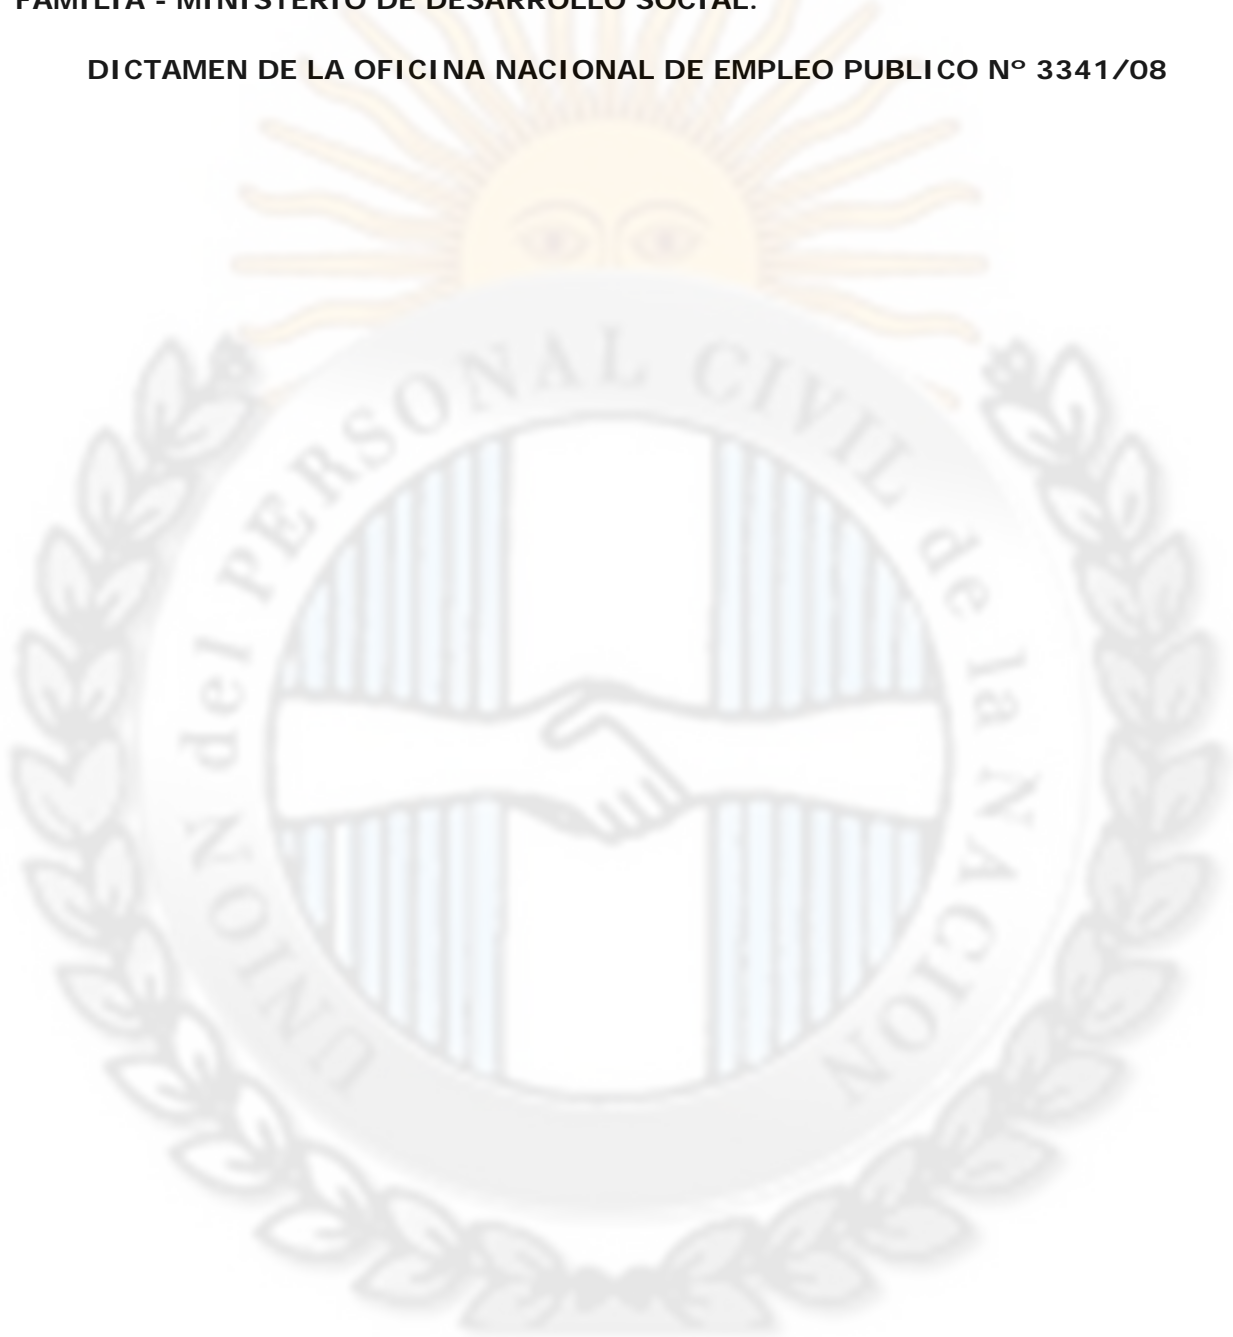 FAMILIA - MINISTERIO DE DESARROLLO SOCIAL.
DICTAMEN DE LA OFICINA NACIONAL DE EMPLEO PUBLICO Nº 3341/08
UNION del PERSONAL CIVIL de la NACION